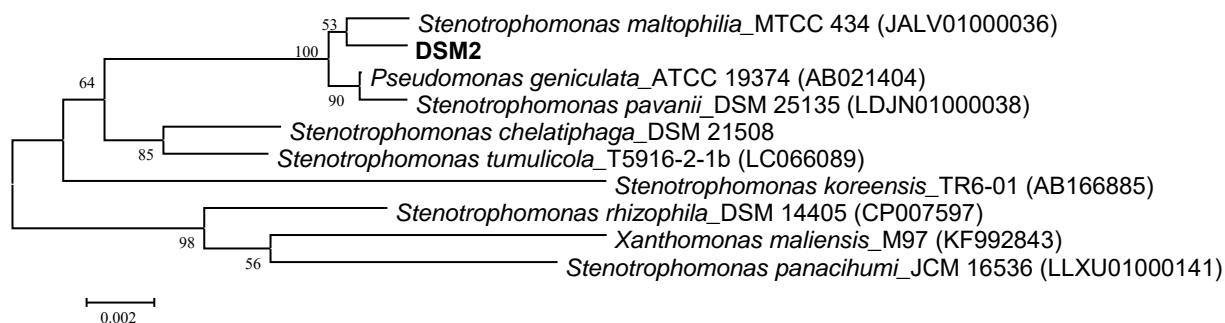 53
Stenotrophomonas maltophilia_MTCC 434 (JALV01000036)
100
DSM2
64
Pseudomonas geniculata_ATCC 19374 (AB021404)
90
Stenotrophomonas pavanii_DSM 25135 (LDJN01000038)
Stenotrophomonas chelatiphaga_DSM 21508
85
Stenotrophomonas tumulicola_T5916-2-1b (LC066089)
Stenotrophomonas koreensis_TR6-01 (AB166885)
Stenotrophomonas rhizophila_DSM 14405 (CP007597)
98
Xanthomonas maliensis_M97 (KF992843)
56
Stenotrophomonas panacihumi_JCM 16536 (LLXU01000141)
0.002